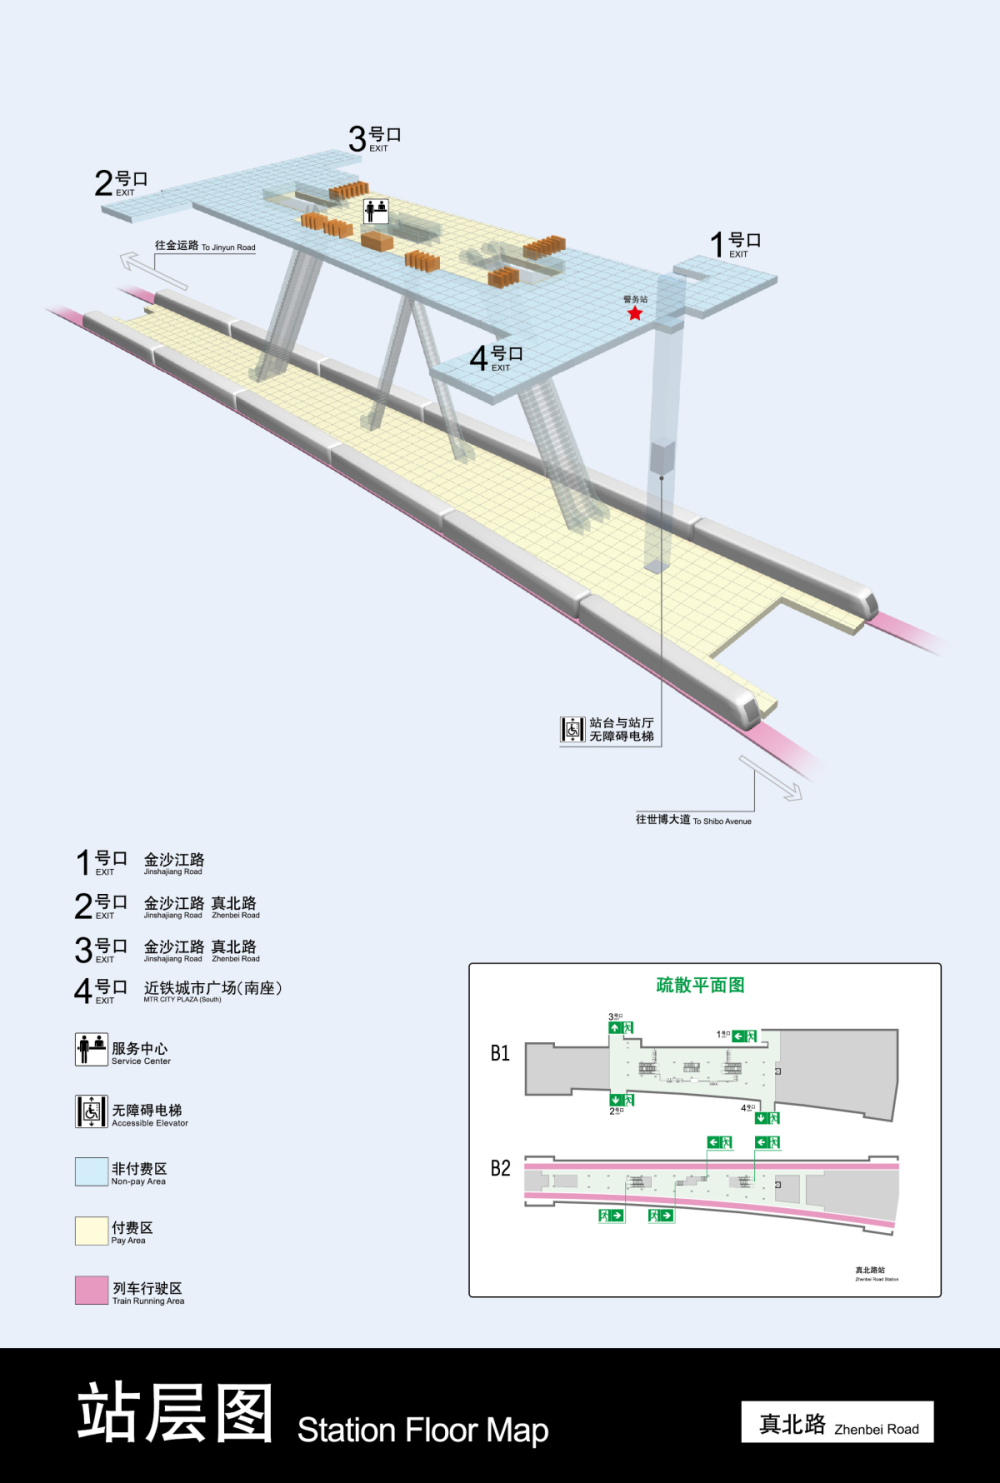 3号口
EXIT
2号口
EXIT
1号口
EXIT
往金运路 To Jinyun Road
警务站
4号口
EXIT
站台与站厅
无障碍电梯
往世博大道 To Shibo Avenue
1号口 金沙江路
EXIT Jinshajiang Road
2号口 金沙江路 真北路
EXIT Jinshajiang Road Zhenbei Road
3号口 金沙江路 真北路
EXIT Jinshajiang Road Zhenbei Road
4号口 近铁城市广场(南座)
EXIT MTR CITY PLAZA (South)
服务中心
Service Center
无障碍电梯
Accessible Elevator
非付费区
Non-pay Area
付费区
Pay Area
列车行驶区
Train Running Area
疏散平面图
3号口
1号口
B1
2号口
4号口
B2
真北路站
Zhenbei Road Station
站层图 Station Floor Map
真北路 Zhenbei Road